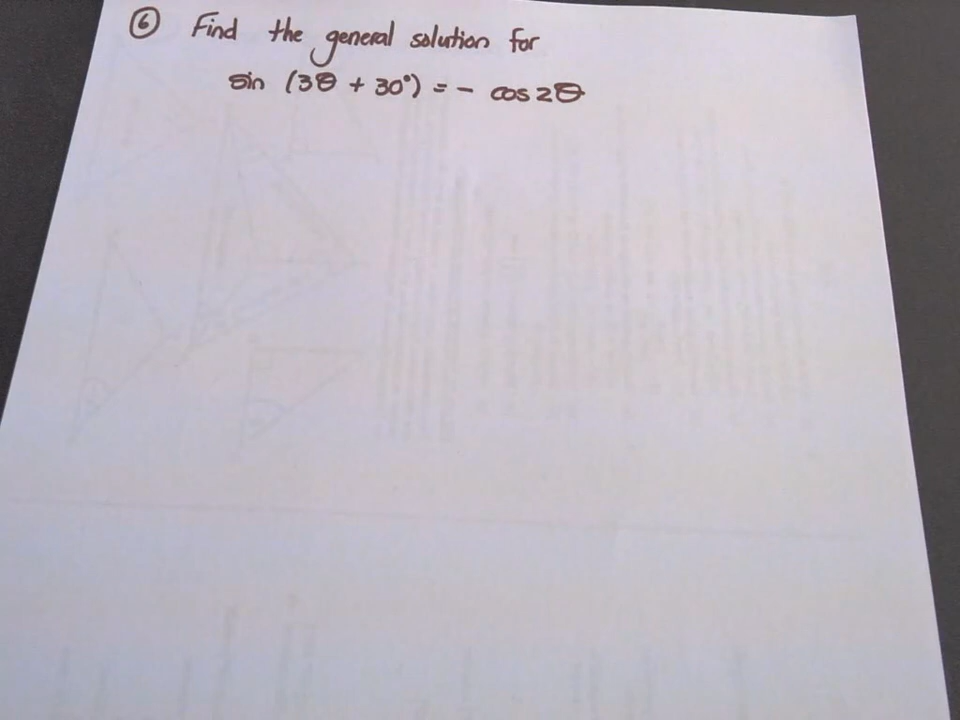 ⑥ Find the general solution for
sin (3θ + 30°) = - cos 2θ